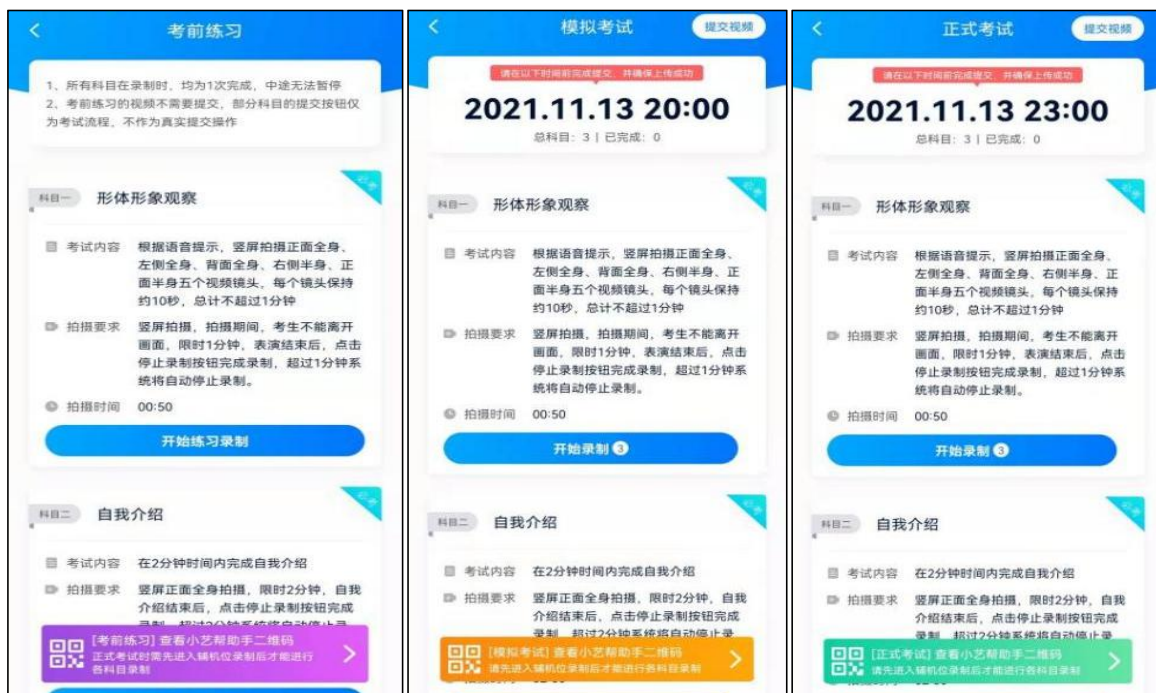 考前练习
1、所有科目在录制时，均为1次完成，中途无法暂停
2、考前练习的视频不需要提交，部分科目的提交按钮仅
为考试流程，不作为真实提交操作
必考
科目一 形体形象观察
考试内容 根据语音提示，竖屏拍摄正面全身、
左侧全身、背面全身、右侧半身、正
面半身五个视频镜头，每个镜头保持
约10秒，总计不超过1分钟
拍摄要求 竖屏拍摄，拍摄期间，考生不能离开
画面，限时1分钟，表演结束后，点击
停止录制按钮完成录制，超过1分钟系
统将自动停止录制。
拍摄时间 00:50
开始练习录制
必考
科目二 自我介绍
考试内容 在2分钟时间内完成自我介绍
拍摄要求 竖屏正面全身拍摄，限时2分钟，自我
介绍结束后，点击停止录制按钮完成
[考前练习] 查看小艺帮助手二维码
正式考试时需先进入辅机位录制后才能进行
各科目录制
模拟考试 提交视频
请在以下时间前完成提交，并确保上传成功
2021.11.13 20:00
总科目：3 | 已完成：0
必考
科目一 形体形象观察
考试内容 根据语音提示，竖屏拍摄正面全身、
左侧全身、背面全身、右侧半身、正
面半身五个视频镜头，每个镜头保持
约10秒，总计不超过1分钟
拍摄要求 竖屏拍摄，拍摄期间，考生不能离开
画面，限时1分钟，表演结束后，点击
停止录制按钮完成录制，超过1分钟系
统将自动停止录制。
拍摄时间 00:50
开始录制 3
必考
科目二 自我介绍
考试内容 在2分钟时间内完成自我介绍
拍摄要求 竖屏正面全身拍摄，限时2分钟，自我
介绍结束后，点击停止录制按钮完成
录制，超过2分钟系统将自动停止录
[模拟考试] 查看小艺帮助手二维码
请先进入辅机位录制后才能进行各科目录制
正式考试 提交视频
请在以下时间前完成提交，并确保上传成功
2021.11.13 23:00
总科目：3 | 已完成：0
必考
科目一 形体形象观察
考试内容 根据语音提示，竖屏拍摄正面全身、
左侧全身、背面全身、右侧半身、正
面半身五个视频镜头，每个镜头保持
约10秒，总计不超过1分钟
拍摄要求 竖屏拍摄，拍摄期间，考生不能离开
画面，限时1分钟，表演结束后，点击
停止录制按钮完成录制，超过1分钟系
统将自动停止录制。
拍摄时间 00:50
开始录制 3
必考
科目二 自我介绍
考试内容 在2分钟时间内完成自我介绍
拍摄要求 竖屏正面全身拍摄，限时2分钟，自我
介绍结束后，点击停止录制按钮完成
录制，超过2分钟系统将自动停止录
[正式考试] 查看小艺帮助手二维码
请先进入辅机位录制后才能进行各科目录制